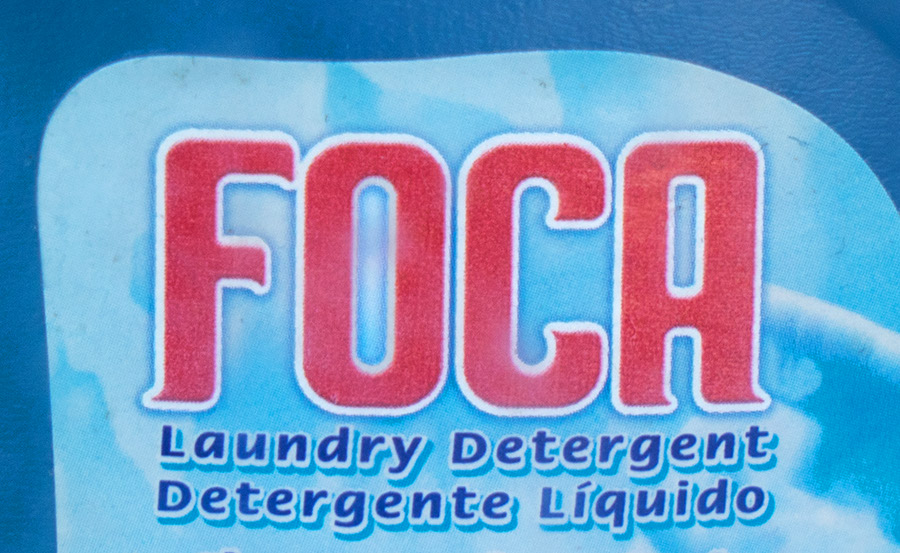 FOCA
Laundry Detergent
Detergente Líquido